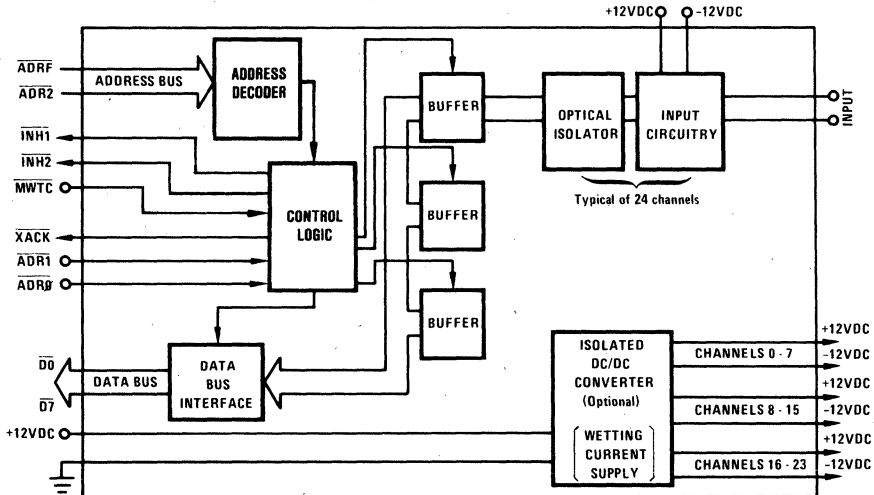 +12VDC -12VDC
ADRF
ADDRESS BUS
ADR2
ADDRESS
DECODER
BUFFER
OPTICAL
ISOLATOR
INPUT
CIRCUITRY
INPUT
Typical of 24 channels
INH1
INH2
MWTC
XACK
ADR1
ADR0
CONTROL
LOGIC
BUFFER
BUFFER
D0
DATA BUS
D7
DATA
BUS
INTERFACE
+12VDC
ISOLATED
DC/DC
CONVERTER
(Optional)
WETTING
CURRENT
SUPPLY
+12VDC
CHANNELS 0 - 7
-12VDC
+12VDC
CHANNELS 8 - 15
-12VDC
+12VDC
CHANNELS 16 - 23
-12VDC